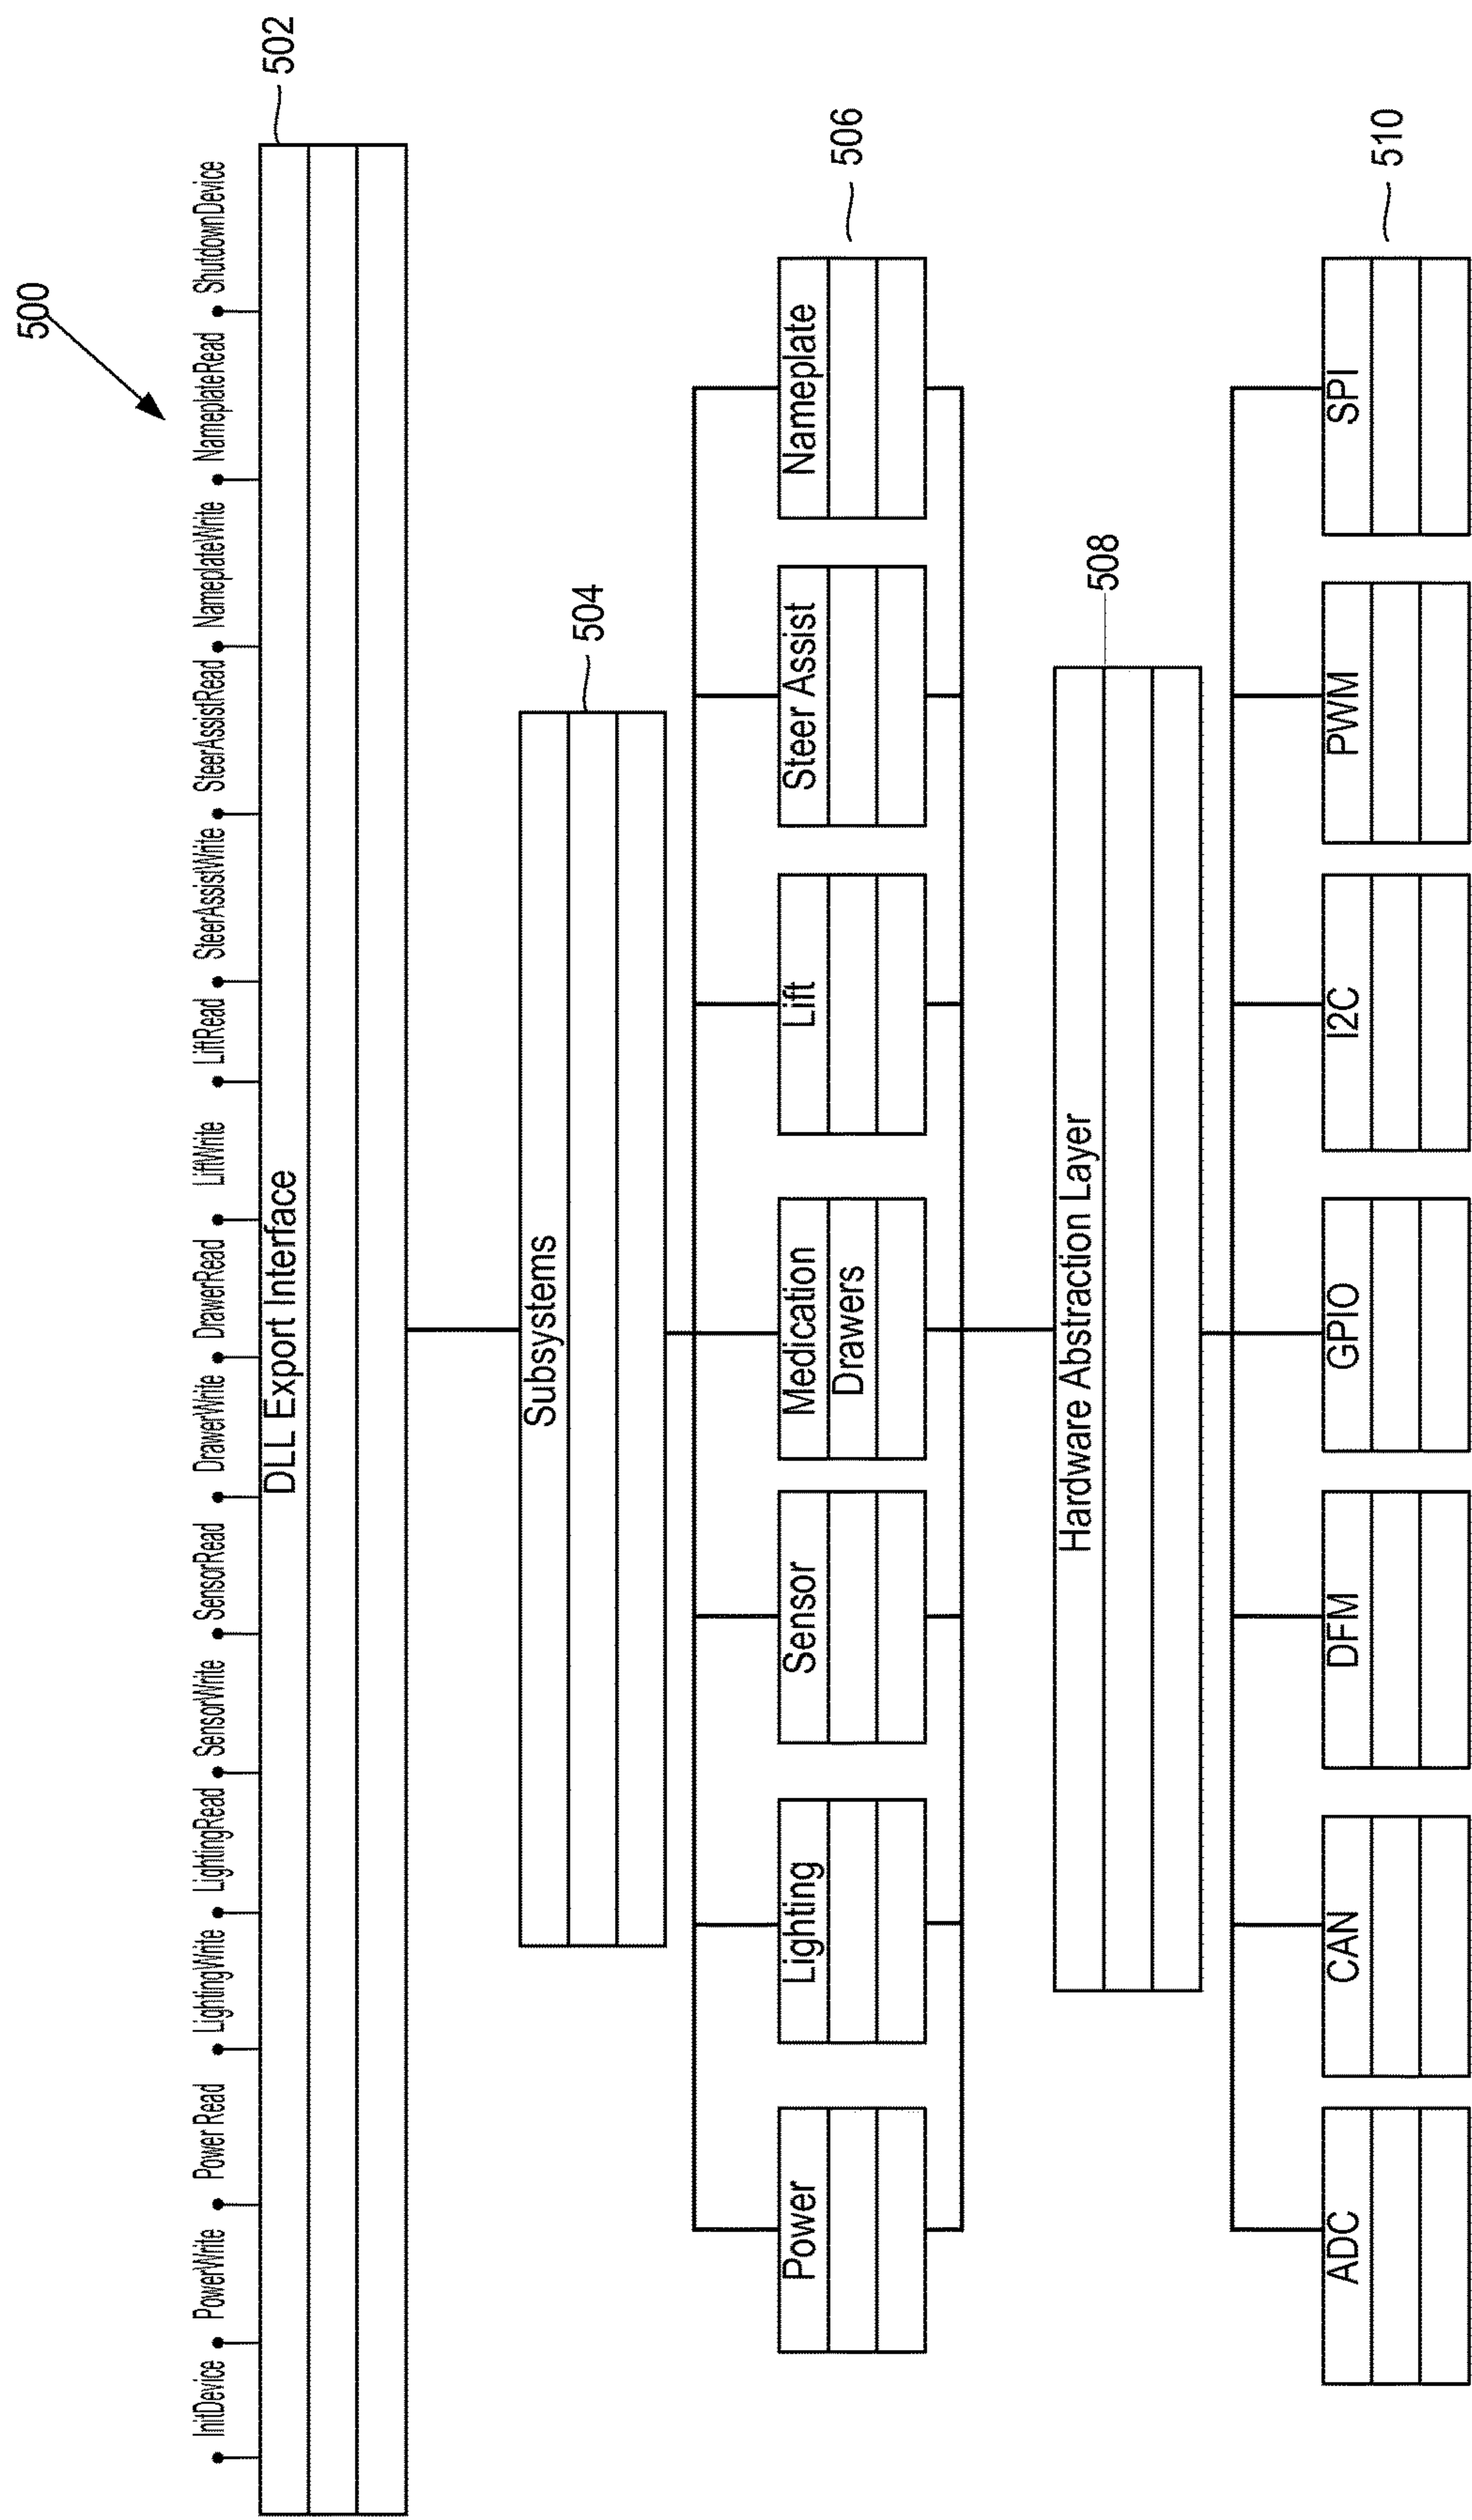 500
InitDevice
PowerWrite
Power Read
LightingWrite
LightingRead
SensorWrite
SensorRead
DrawerWrite
DrawerRead
LiftWrite
LiftRead
SteerAssistWrite
SteerAssistRead
NameplateWrite
NameplateRead
ShutdownDevice
502
DLL Export Interface
504
Subsystems
506
Power
Lighting
Sensor
Medication
Drawers
Lift
Steer Assist
Nameplate
508
Hardware Abstraction Layer
510
ADC
CAN
DFM
GPIO
I2C
PWM
SPI